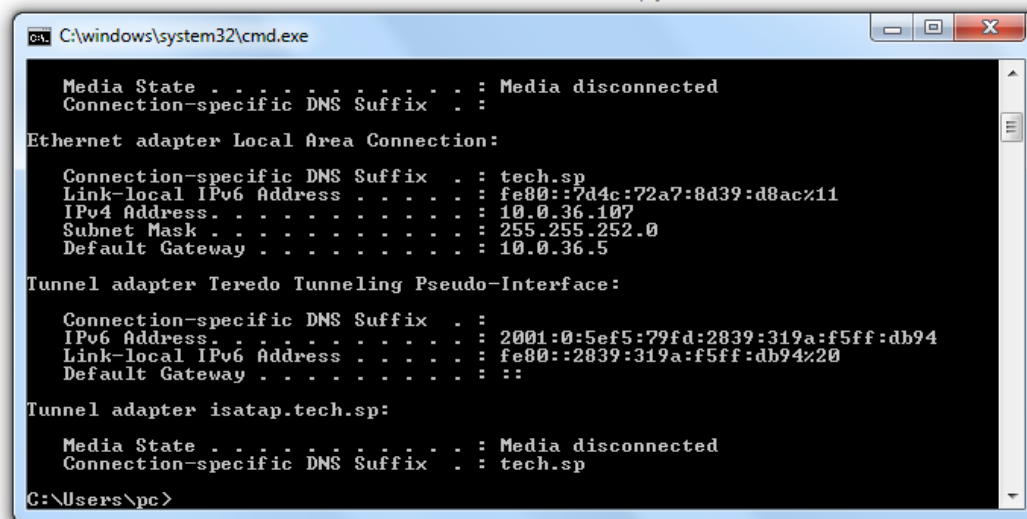 C:\windows\system32\cmd.exe
Media State . . . . . . . . . . . : Media disconnected
Connection-specific DNS Suffix  . :
Ethernet adapter Local Area Connection:
Connection-specific DNS Suffix  . : tech.sp
Link-local IPv6 Address . . . . . : fe80::7d4c:72a7:8d39:d8ac%11
IPv4 Address. . . . . . . . . . . : 10.0.36.107
Subnet Mask . . . . . . . . . . . : 255.255.252.0
Default Gateway . . . . . . . . . : 10.0.36.5
Tunnel adapter Teredo Tunneling Pseudo-Interface:
Connection-specific DNS Suffix  . :
IPv6 Address. . . . . . . . . . . : 2001:0:5ef5:79fd:2839:319a:f5ff:db94
Link-local IPv6 Address . . . . . : fe80::2839:319a:f5ff:db94%20
Default Gateway . . . . . . . . . : ::
Tunnel adapter isatap.tech.sp:
Media State . . . . . . . . . . . : Media disconnected
Connection-specific DNS Suffix  . : tech.sp
C:\Users\pc>